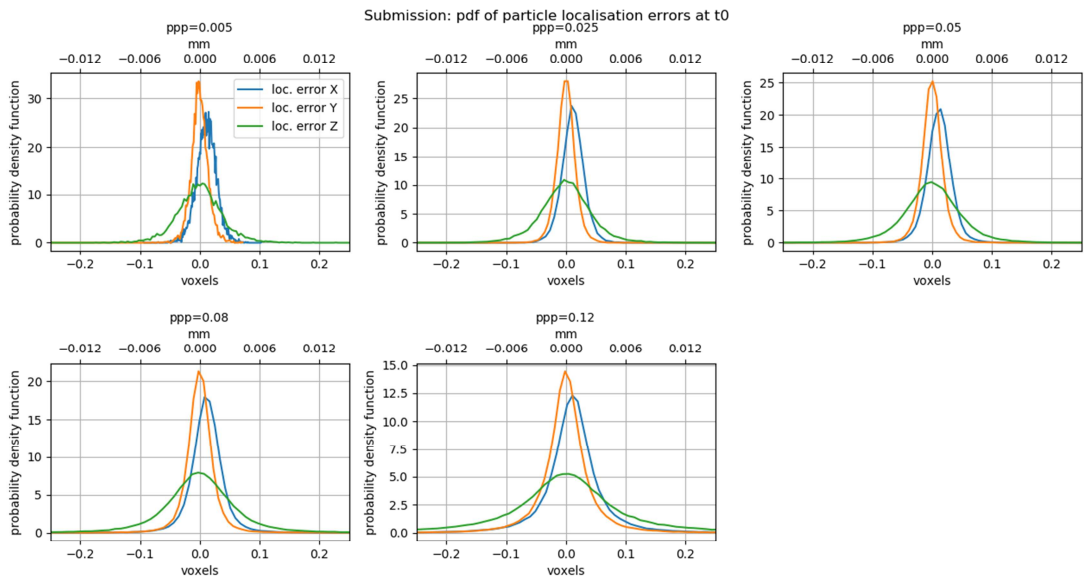 Submission: pdf of particle localisation errors at t0
ppp=0.005
mm
−0.012 −0.006 0.000 0.006 0.012
probability density function
30
20
10
0
loc. error X
loc. error Y
loc. error Z
−0.2 −0.1 0.0 0.1 0.2
voxels
ppp=0.025
mm
−0.012 −0.006 0.000 0.006 0.012
probability density function
25
20
15
10
5
0
−0.2 −0.1 0.0 0.1 0.2
voxels
ppp=0.05
mm
−0.012 −0.006 0.000 0.006 0.012
probability density function
25
20
15
10
5
0
−0.2 −0.1 0.0 0.1 0.2
voxels
ppp=0.08
mm
−0.012 −0.006 0.000 0.006 0.012
probability density function
20
15
10
5
0
−0.2 −0.1 0.0 0.1 0.2
voxels
ppp=0.12
mm
−0.012 −0.006 0.000 0.006 0.012
probability density function
15.0
12.5
10.0
7.5
5.0
2.5
0.0
−0.2 −0.1 0.0 0.1 0.2
voxels